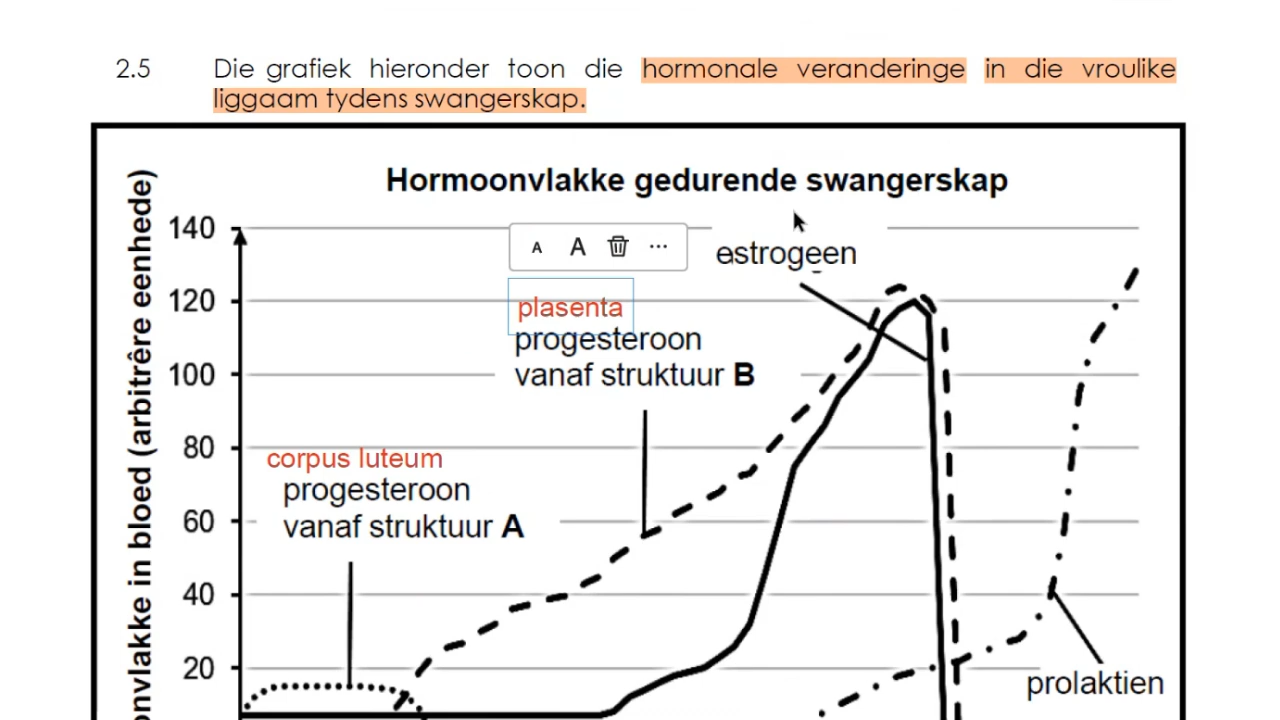 2.5 Die grafiek hieronder toon die hormonale veranderinge in die vroulike
liggaam tydens swangerskap.
Hormoonvlakke gedurende swangerskap
onvlakke in bloed (arbitrêre eenhede)
140
120
100
80
60
40
20
A A ...
estrogeen
plasenta
progesteroon
vanaf struktuur B
corpus luteum
progesteroon
vanaf struktuur A
prolaktien